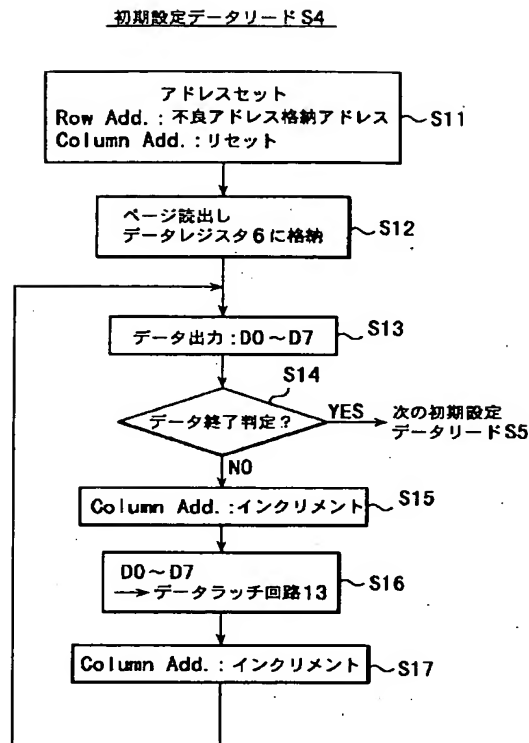 初期設定データリード S4
アドレスセット
Row Add.：不良アドレス格納アドレス
Column Add.：リセット
S11
ページ読出し
データレジスタ6に格納
S12
データ出力：D0～D7
S13
S14
データ終了判定？
YES
次の初期設定
データリードS5
NO
Column Add.：インクリメント
S15
D0～D7
→データラッチ回路13
S16
Column Add.：インクリメント
S17